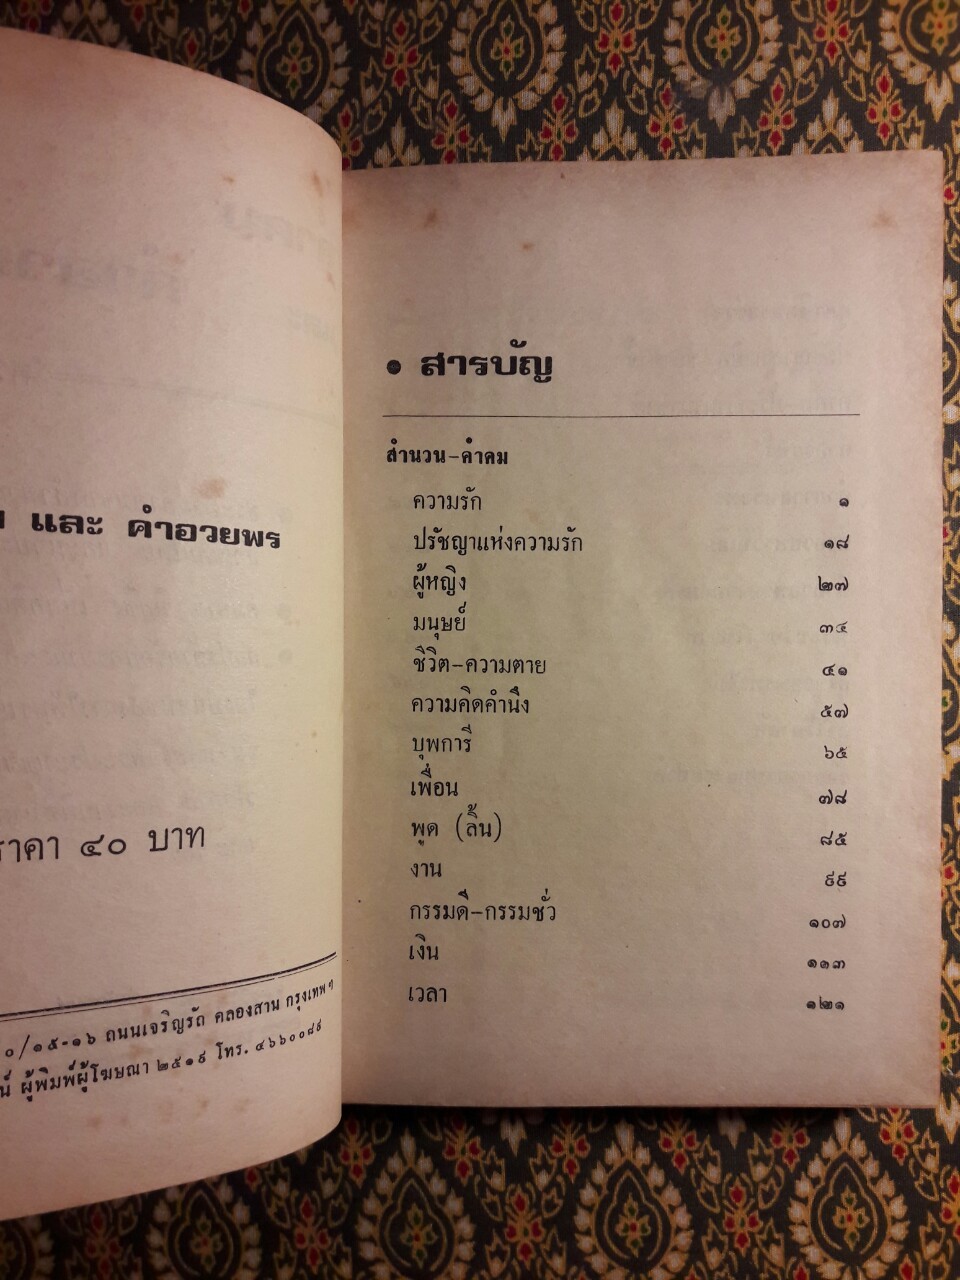 และ คำอวยพร
ราคา ๔๐ บาท
๐/๑๕-๑๖ ถนนเจริญรัถ คลองสาน กรุงเทพฯ
ผู้พิมพ์ผู้โฆษณา ๒๕๑๙ โทร. ๔๖๖๐๐๘๙
● สารบัญ
สำนวน-คำคม
ความรัก ๑
ปรัชญาแห่งความรัก ๑๘
ผู้หญิง ๒๗
มนุษย์ ๓๔
ชีวิต-ความตาย ๔๑
ความคิดคำนึง ๕๗
บุพการี ๖๕
เพื่อน ๗๘
พูด (ลิ้น) ๘๕
งาน ๙๙
กรรมดี-กรรมชั่ว ๑๐๗
เงิน ๑๑๓
เวลา ๑๒๑